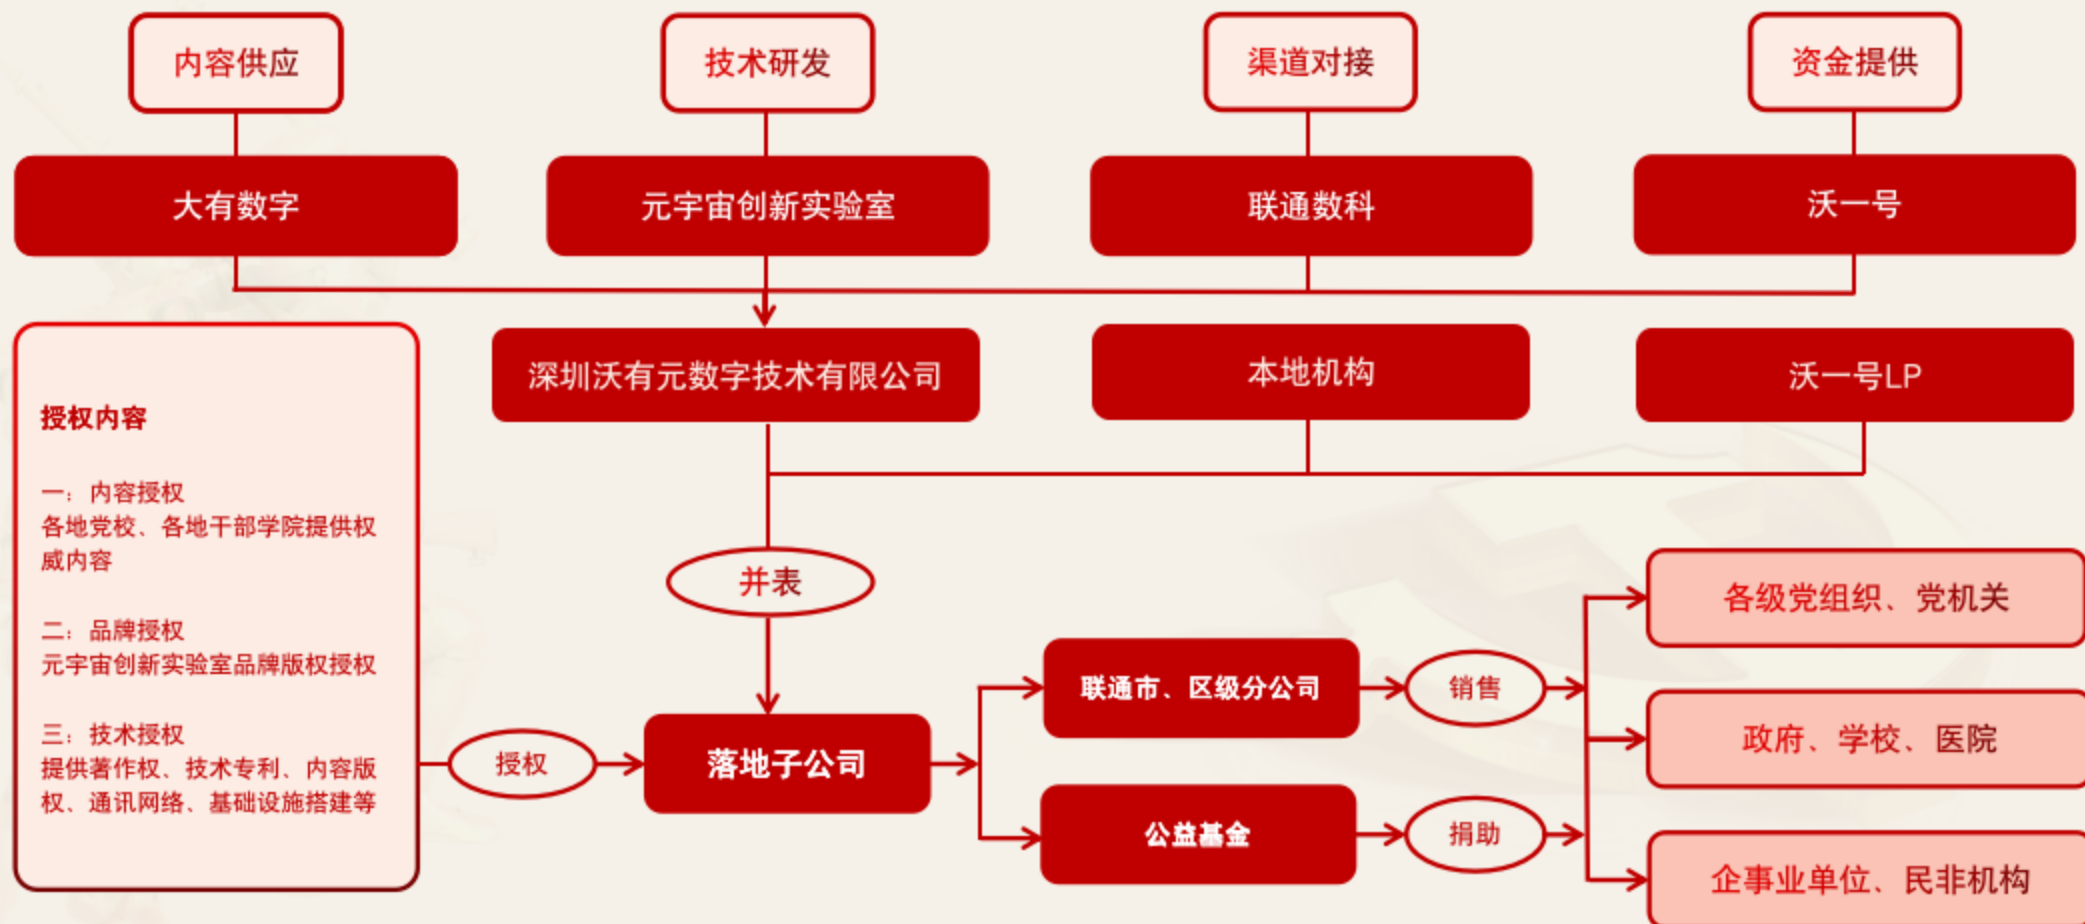 内容供应
技术研发
渠道对接
资金提供
大有数字
元宇宙创新实验室
联通数科
沃一号
深圳沃有元数字技术有限公司
本地机构
沃一号LP
授权内容
一：内容授权
各地党校、各地干部学院提供权
威内容
二：品牌授权
元宇宙创新实验室品牌版权授权
三：技术授权
提供著作权、技术专利、内容版
权、通讯网络、基础设施搭建等
授权
并表
落地子公司
联通市、区级分公司
公益基金
销售
捐助
各级党组织、党机关
政府、学校、医院
企事业单位、民非机构